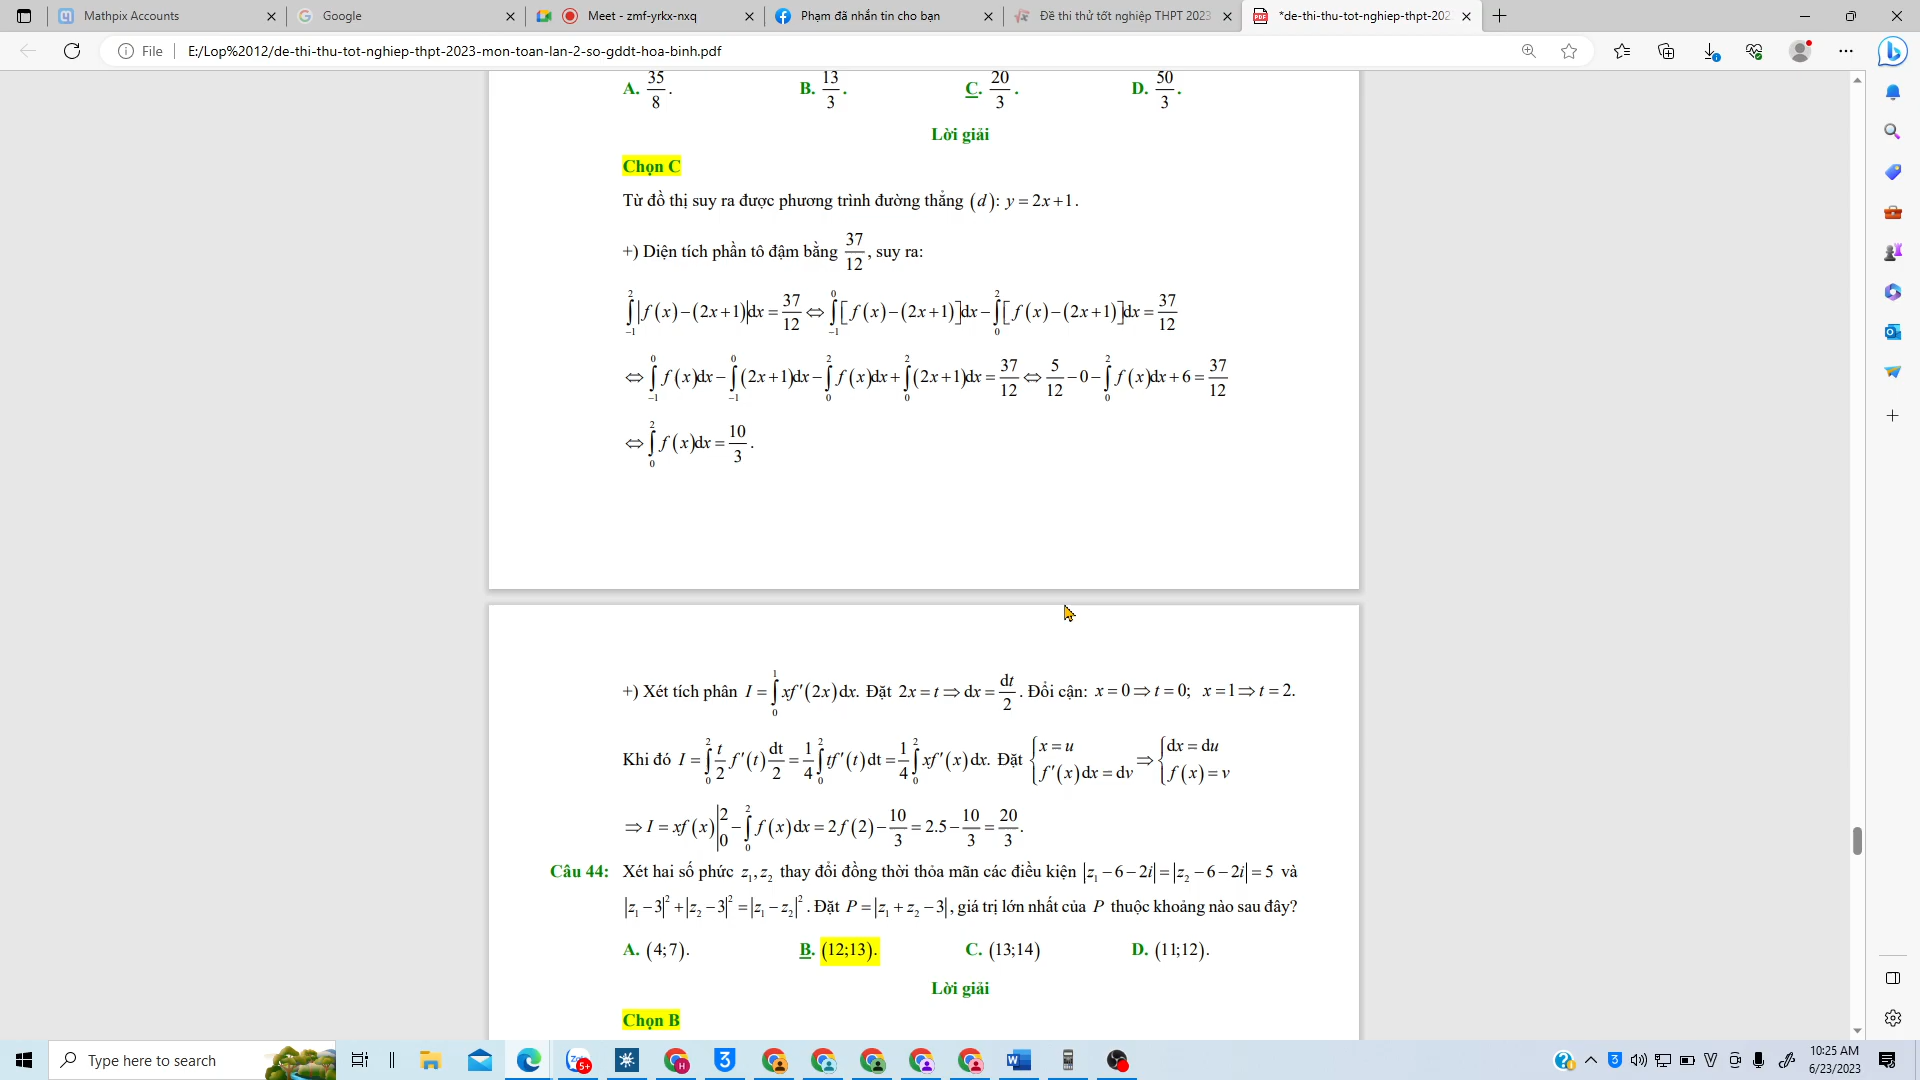 Mathpix Accounts
Google
Meet - zmf-yrkx-nxq
Phạm đã nhắn tin cho bạn
Đề thi thử tốt nghiệp THPT 2023
*de-thi-thu-tot-nghiep-thpt-202
File | E:/Lop%2012/de-thi-thu-tot-nghiep-thpt-2023-mon-toan-lan-2-so-gddt-hoa-binh.pdf
A. 35/8. B. 13/3. C. 20/3. D. 50/3.
Lời giải
Chọn C
Từ đồ thị suy ra được phương trình đường thẳng (d): y = 2x+1.
+) Diện tích phần tô đậm bằng 37/12, suy ra:
∫_{-1}^{2} |f(x)−(2x+1)|dx = 37/12 ⇔ ∫_{-1}^{0} [f(x)−(2x+1)]dx − ∫_{0}^{2} [f(x)−(2x+1)]dx = 37/12
⇔ ∫_{-1}^{0} f(x)dx − ∫_{-1}^{0} (2x+1)dx − ∫_{0}^{2} f(x)dx + ∫_{0}^{2} (2x+1)dx = 37/12 ⇔ 5/12 − 0 − ∫_{0}^{2} f(x)dx + 6 = 37/12
⇔ ∫_{0}^{2} f(x)dx = 10/3.
+) Xét tích phân I = ∫_{0}^{1} xf′(2x)dx. Đặt 2x = t ⇒ dx = dt/2. Đổi cận: x = 0 ⇒ t = 0; x = 1 ⇒ t = 2.
Khi đó I = ∫_{0}^{2} t/2 f′(t) dt/2 = 1/4 ∫_{0}^{2} tf′(t)dt = 1/4 ∫_{0}^{2} xf′(x)dx. Đặt {x = u; f′(x)dx = dv ⇒ {dx = du; f(x) = v
⇒ I = xf(x)|_{0}^{2} − ∫_{0}^{2} f(x)dx = 2f(2) − 10/3 = 2.5 − 10/3 = 20/3.
Câu 44: Xét hai số phức z₁, z₂ thay đổi đồng thời thỏa mãn các điều kiện |z₁−6−2i| = |z₂−6−2i| = 5 và
|z₁−3|² + |z₂−3|² = |z₁−z₂|². Đặt P = |z₁+z₂−3|, giá trị lớn nhất của P thuộc khoảng nào sau đây?
A. (4;7). B. (12;13). C. (13;14) D. (11;12).
Lời giải
Chọn B
Type here to search
10:25 AM
6/23/2023